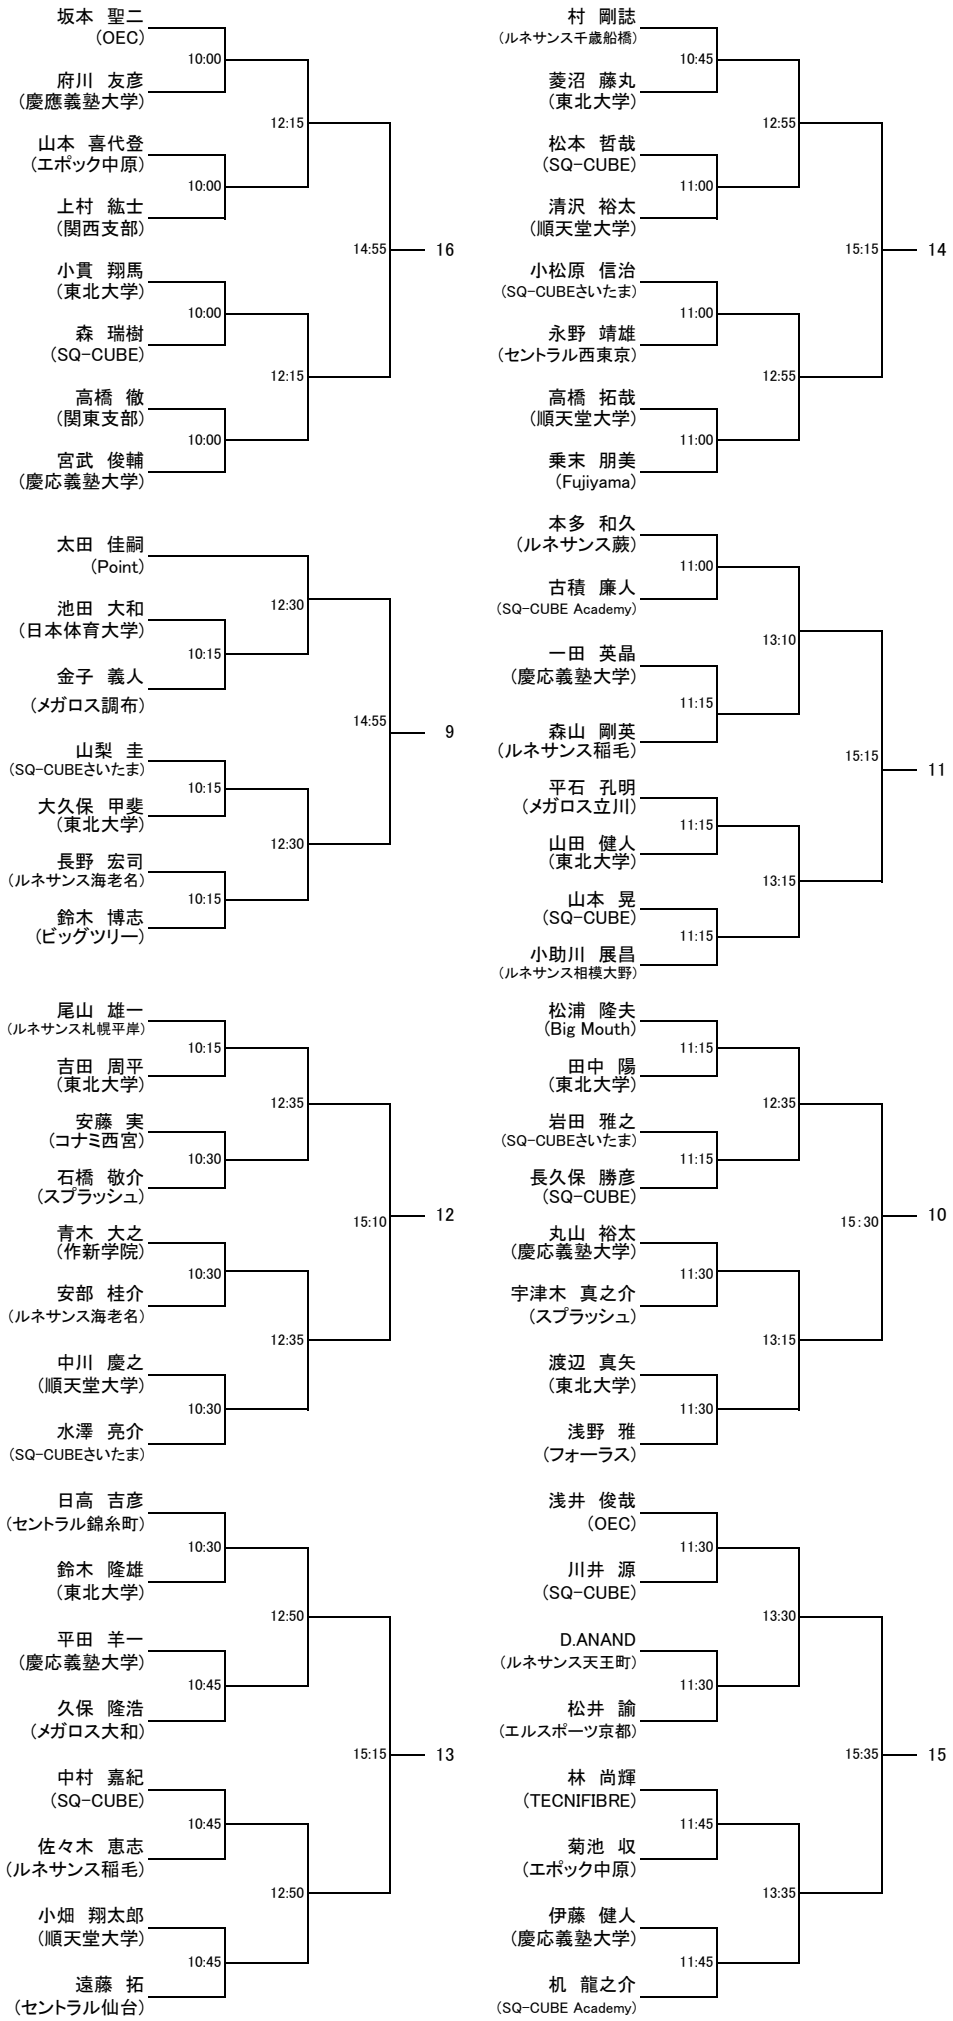 坂本 聖二
(OEC)
10:00
府川 友彦
(慶應義塾大学)
12:15
山本 喜代登
(エポック中原)
10:00
上村 紘士
(関西支部)
14:55
16
小貫 翔馬
(東北大学)
10:00
森 瑞樹
(SQ-CUBE)
12:15
高橋 徹
(関東支部)
10:00
宮武 俊輔
(慶応義塾大学)
太田 佳嗣
(Point)
12:30
池田 大和
(日本体育大学)
10:15
金子 義人
(メガロス調布)
14:55
9
山梨 圭
(SQ-CUBEさいたま)
10:15
大久保 甲斐
(東北大学)
12:30
長野 宏司
(ルネサンス海老名)
10:15
鈴木 博志
(ビッグツリー)
尾山 雄一
(ルネサンス札幌平岸)
10:15
吉田 周平
(東北大学)
12:35
安藤 実
(コナミ西宮)
10:30
石橋 敬介
(スプラッシュ)
15:10
12
青木 大之
(作新学院)
10:30
安部 桂介
(ルネサンス海老名)
12:35
中川 慶之
(順天堂大学)
10:30
水澤 亮介
(SQ-CUBEさいたま)
日高 吉彦
(セントラル錦糸町)
10:30
鈴木 隆雄
(東北大学)
12:50
平田 羊一
(慶応義塾大学)
10:45
久保 隆浩
(メガロス大和)
15:15
13
中村 嘉紀
(SQ-CUBE)
10:45
佐々木 恵志
(ルネサンス稲毛)
12:50
小畑 翔太郎
(順天堂大学)
10:45
遠藤 拓
(セントラル仙台)
村 剛誌
(ルネサンス千歳船橋)
10:45
菱沼 藤丸
(東北大学)
12:55
松本 哲哉
(SQ-CUBE)
11:00
清沢 裕太
(順天堂大学)
15:15
14
小松原 信治
(SQ-CUBEさいたま)
11:00
永野 靖雄
(セントラル西東京)
12:55
高橋 拓哉
(順天堂大学)
11:00
乗末 朋美
(Fujiyama)
本多 和久
(ルネサンス蕨)
11:00
古積 廉人
(SQ-CUBE Academy)
13:10
一田 英晶
(慶応義塾大学)
11:15
森山 剛英
(ルネサンス稲毛)
15:15
11
平石 孔明
(メガロス立川)
11:15
山田 健人
(東北大学)
13:15
山本 晃
(SQ-CUBE)
11:15
小助川 展昌
(ルネサンス相模大野)
松浦 隆夫
(Big Mouth)
11:15
田中 陽
(東北大学)
12:35
岩田 雅之
(SQ-CUBEさいたま)
11:15
長久保 勝彦
(SQ-CUBE)
15:30
10
丸山 裕太
(慶応義塾大学)
11:30
宇津木 真之介
(スプラッシュ)
13:15
渡辺 真矢
(東北大学)
11:30
浅野 雅
(フォーラス)
浅井 俊哉
(OEC)
11:30
川井 源
(SQ-CUBE)
13:30
D.ANAND
(ルネサンス天王町)
11:30
松井 諭
(エルスポーツ京都)
15:35
15
林 尚輝
(TECNIFIBRE)
11:45
菊池 収
(エポック中原)
13:35
伊藤 健人
(慶応義塾大学)
11:45
机 龍之介
(SQ-CUBE Academy)